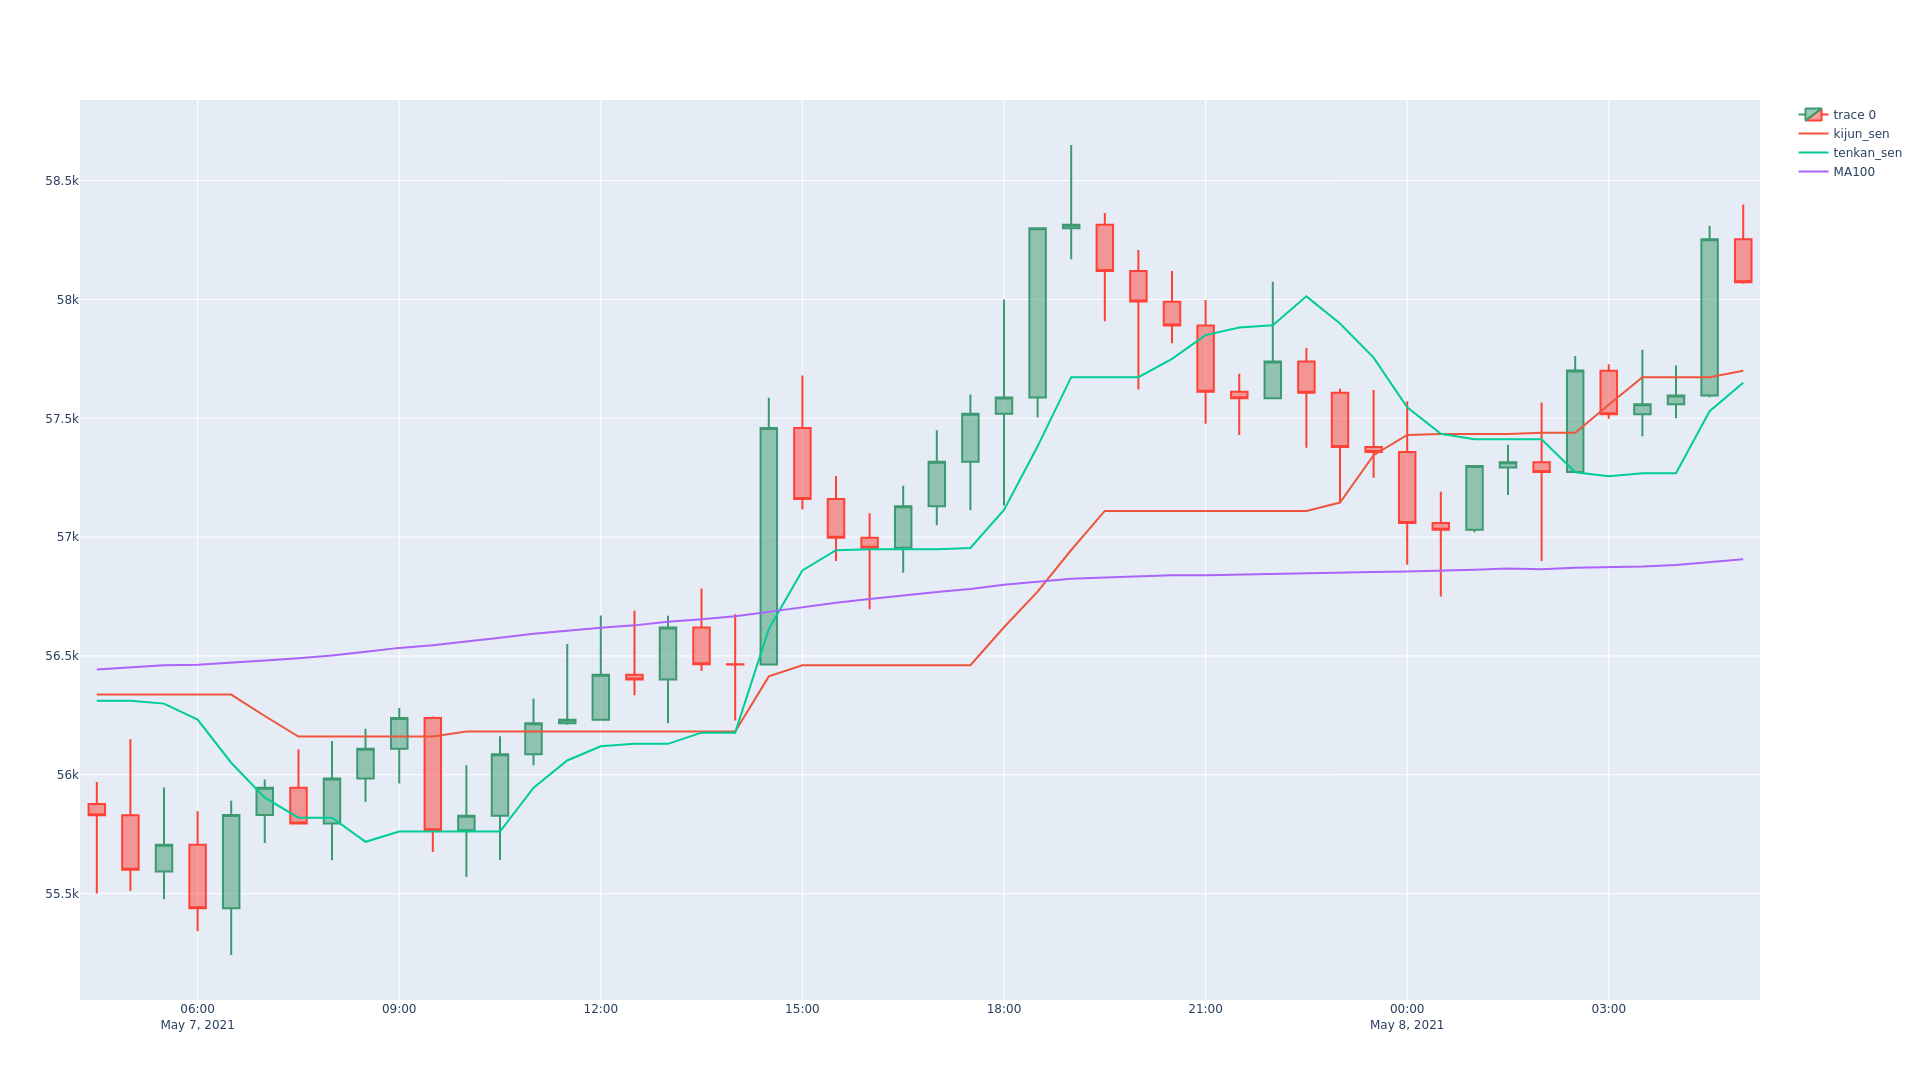 58.5k
58k
57.5k
57k
56.5k
56k
55.5k
06:00
May 7, 2021
09:00
12:00
15:00
18:00
21:00
00:00
May 8, 2021
03:00
trace 0
kijun_sen
tenkan_sen
MA100